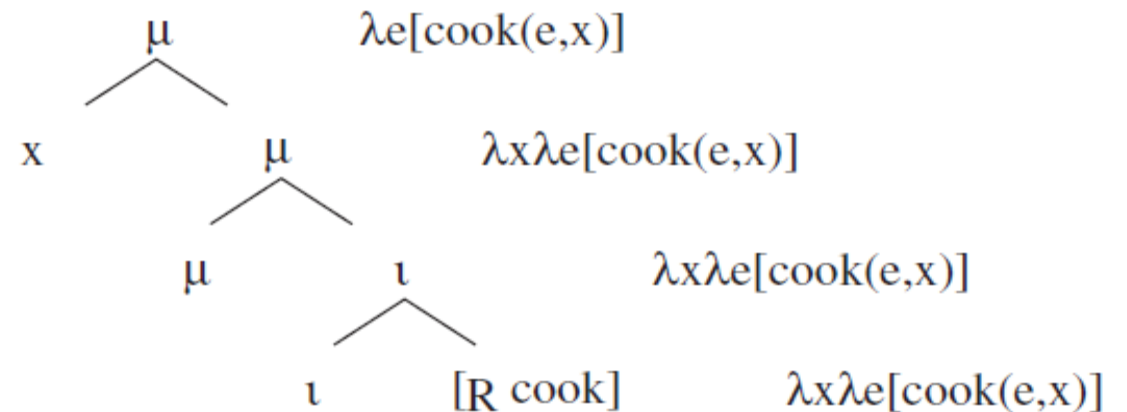 μ λe[cook(e,x)]
x μ λxλe[cook(e,x)]
μ ι λxλe[cook(e,x)]
ι [R cook] λxλe[cook(e,x)]